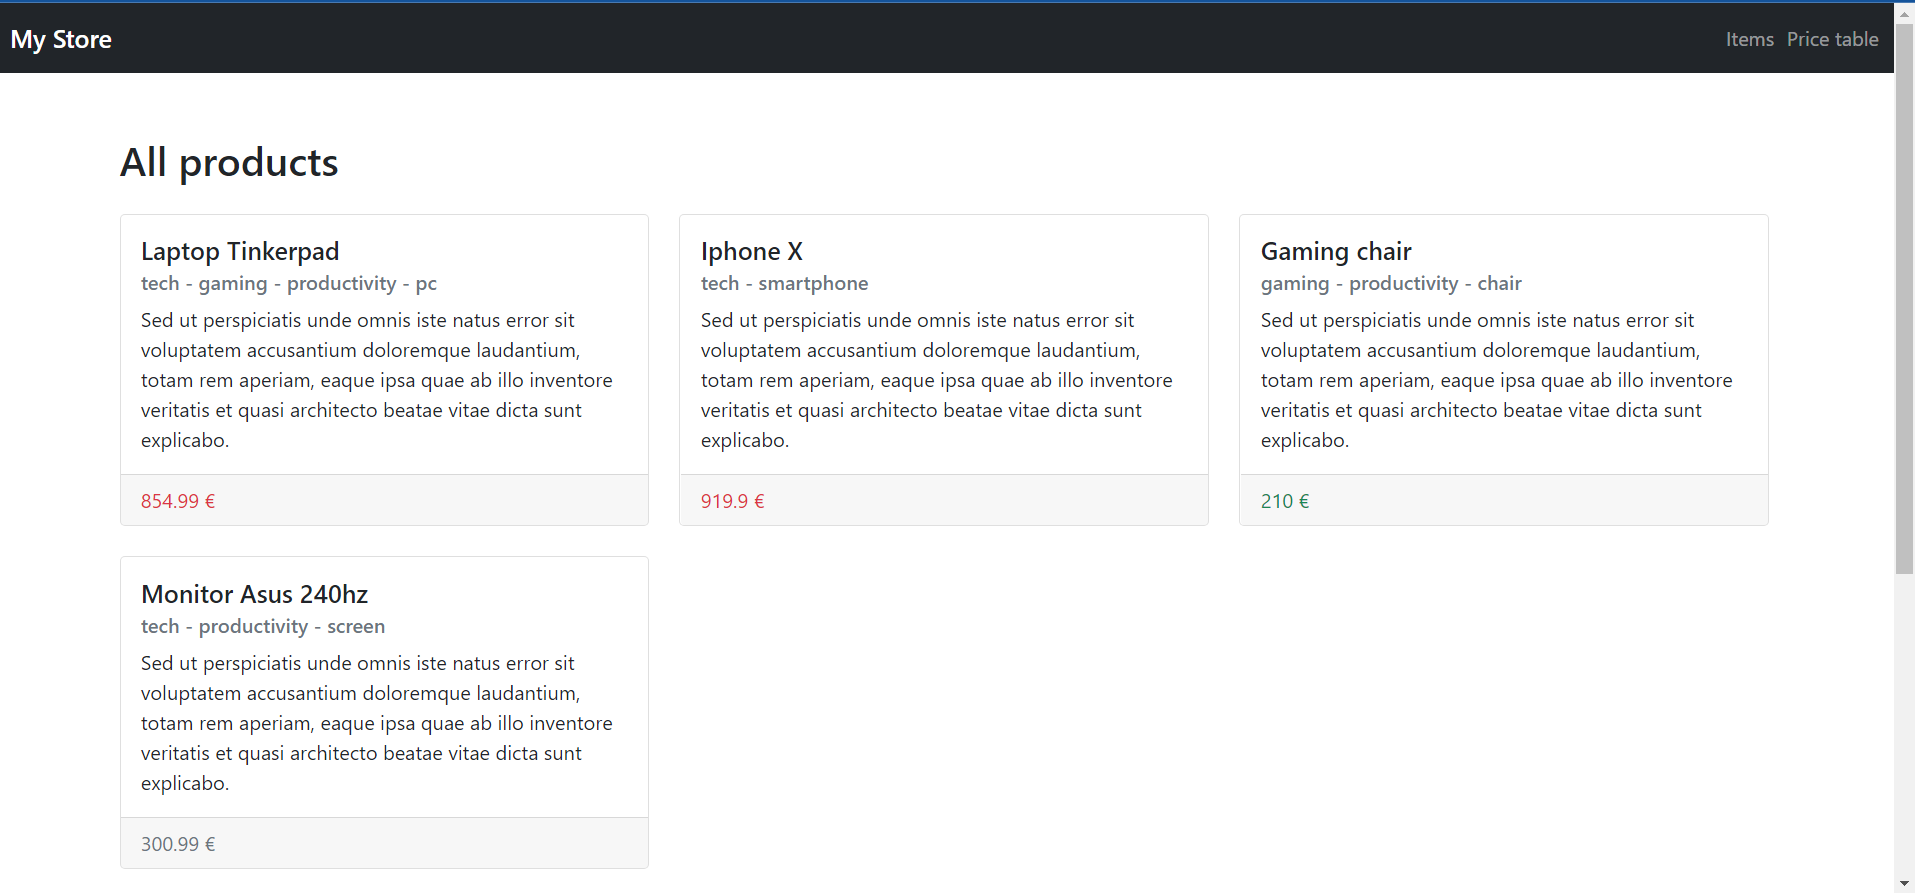 My Store
Items Price table
All products
Laptop Tinkerpad
tech - gaming - productivity - pc
Sed ut perspiciatis unde omnis iste natus error sit
voluptatem accusantium doloremque laudantium,
totam rem aperiam, eaque ipsa quae ab illo inventore
veritatis et quasi architecto beatae vitae dicta sunt
explicabo.
854.99 €
Iphone X
tech - smartphone
Sed ut perspiciatis unde omnis iste natus error sit
voluptatem accusantium doloremque laudantium,
totam rem aperiam, eaque ipsa quae ab illo inventore
veritatis et quasi architecto beatae vitae dicta sunt
explicabo.
919.9 €
Gaming chair
gaming - productivity - chair
Sed ut perspiciatis unde omnis iste natus error sit
voluptatem accusantium doloremque laudantium,
totam rem aperiam, eaque ipsa quae ab illo inventore
veritatis et quasi architecto beatae vitae dicta sunt
explicabo.
210 €
Monitor Asus 240hz
tech - productivity - screen
Sed ut perspiciatis unde omnis iste natus error sit
voluptatem accusantium doloremque laudantium,
totam rem aperiam, eaque ipsa quae ab illo inventore
veritatis et quasi architecto beatae vitae dicta sunt
explicabo.
300.99 €